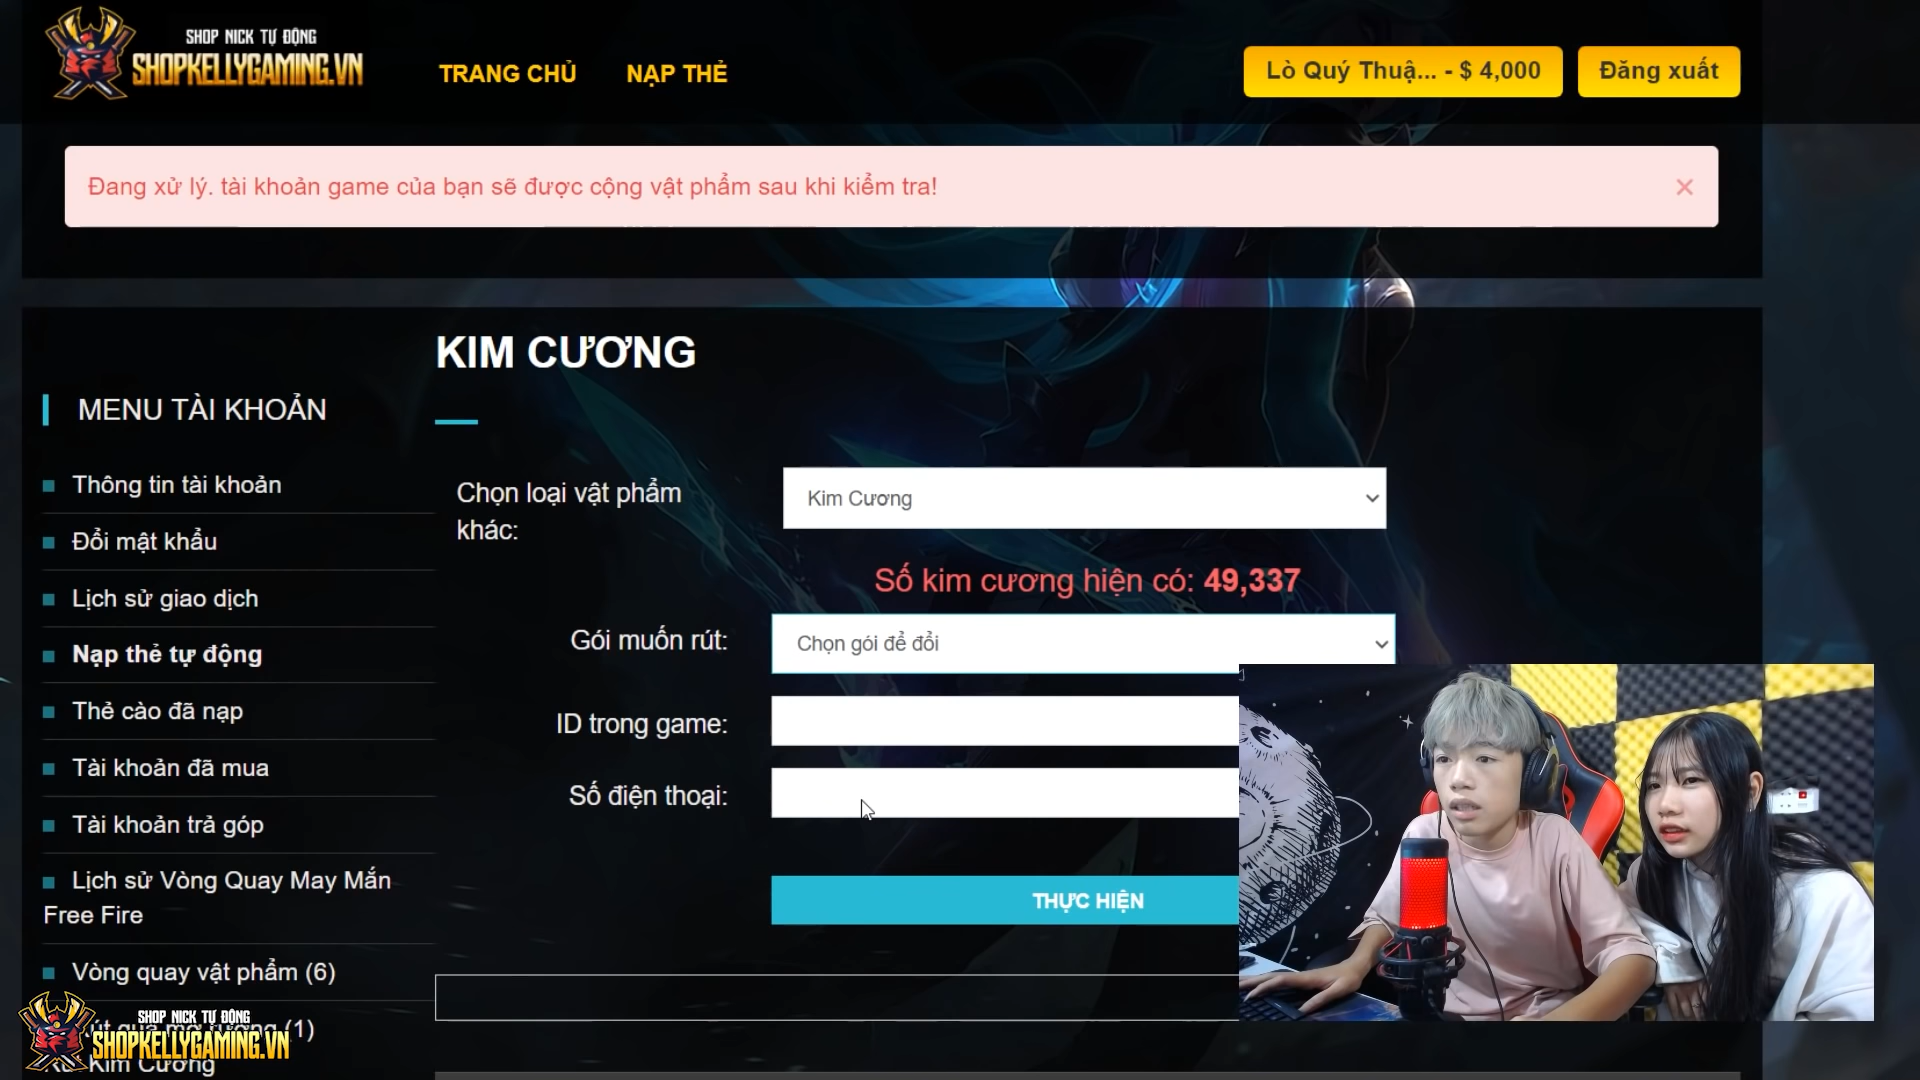 SHOP NICK TỰ ĐỘNG
SHOPKELLYGAMING.VN
TRANG CHỦ
NẠP THẺ
Lò Quý Thuậ... - $ 4,000
Đăng xuất
Đang xử lý. tài khoản game của bạn sẽ được cộng vật phẩm sau khi kiểm tra!
×
KIM CƯƠNG
MENU TÀI KHOẢN
Thông tin tài khoản
Đổi mật khẩu
Lịch sử giao dịch
Nạp thẻ tự động
Thẻ cào đã nạp
Tài khoản đã mua
Tài khoản trả góp
Lịch sử Vòng Quay May Mắn
Free Fire
Vòng quay vật phẩm (6)
(1)
Kim Cương
Chọn loại vật phẩm
khác:
Kim Cương
Số kim cương hiện có: 49,337
Gói muốn rút:
Chọn gói để đổi
ID trong game:
Số điện thoại:
THỰC HIỆN
SHOP NICK TỰ ĐỘNG
SHOPKELLYGAMING.VN